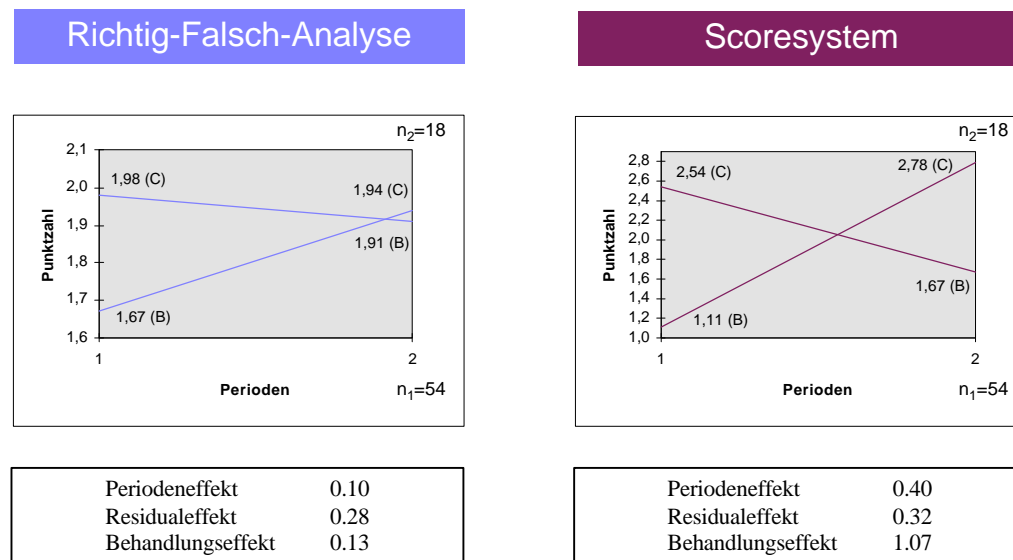 Richtig-Falsch-Analyse
n2=18
2,1
2,0
1,9
1,8
1,7
1,6
Punktzahl
1,98 (C)
1,94 (C)
1,91 (B)
1,67 (B)
1 2
Perioden
n1=54
Periodeneffekt 0.10
Residualeffekt 0.28
Behandlungseffekt 0.13
Scoresystem
n2=18
2,8
2,6
2,4
2,2
2,0
1,8
1,6
1,4
1,2
1,0
Punktzahl
2,54 (C)
2,78 (C)
1,67 (B)
1,11 (B)
1 2
Perioden
n1=54
Periodeneffekt 0.40
Residualeffekt 0.32
Behandlungseffekt 1.07